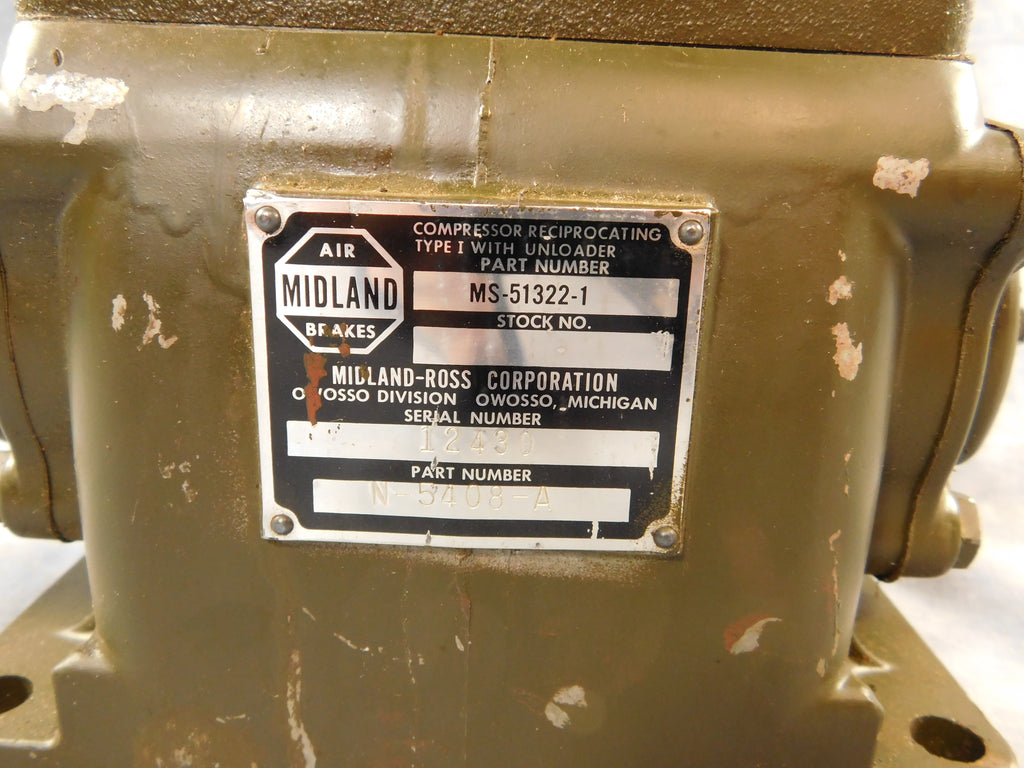 AIR
MIDLAND
BRAKES
COMPRESSOR RECIPROCATING
TYPE I WITH UNLOADER
PART NUMBER
MS-51322-1
STOCK NO.
MIDLAND-ROSS CORPORATION
OWOSSO DIVISION OWOSSO, MICHIGAN
SERIAL NUMBER
12430
PART NUMBER
N-5408-A